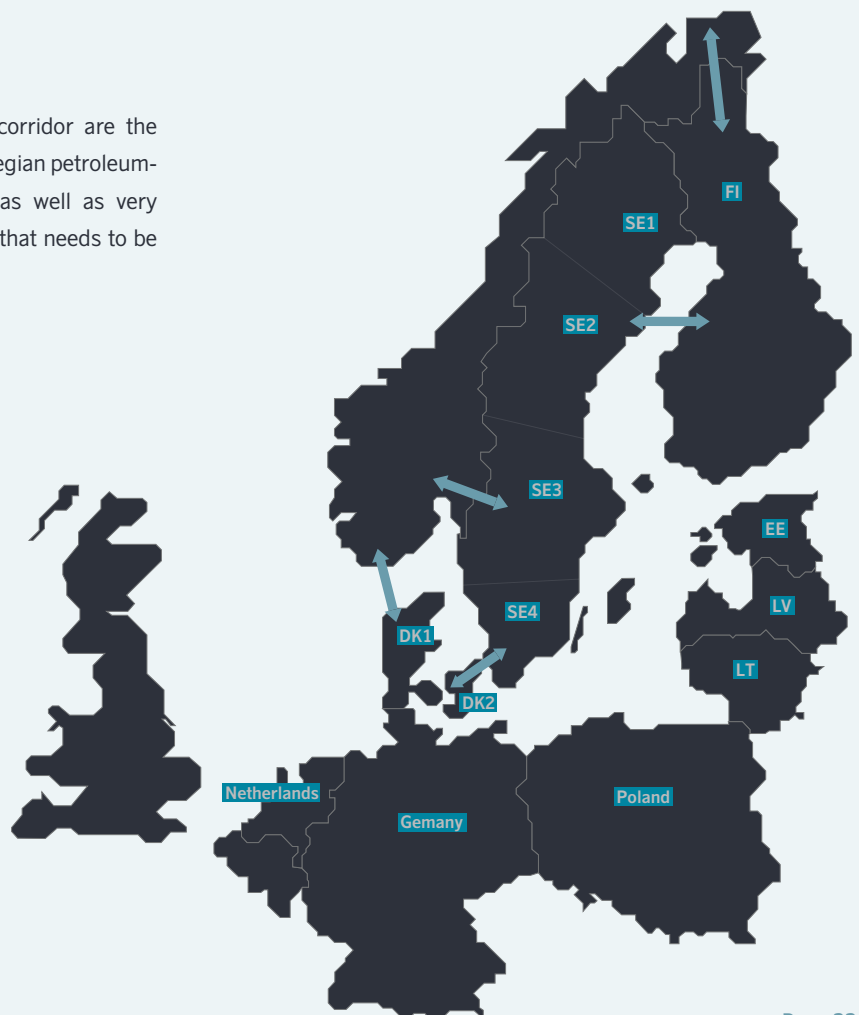 corridor are the
egian petroleum-
as well as very
that needs to be
FI
SE1
SE2
SE3
EE
LV
SE4
DK1
LT
DK2
Netherlands
Poland
Gemany